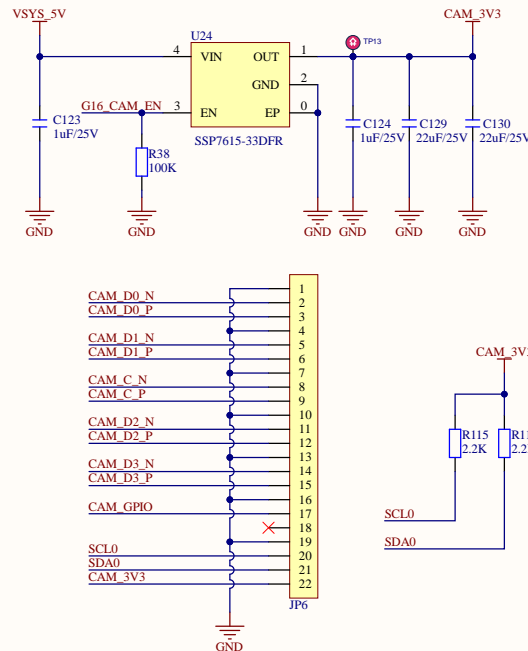 VSYS_5V
U24
CAM_3V3
4 VIN OUT 1
TP13
GND 2
G16_CAM_EN 3 EN EP 0
C123
1uF/25V
SSP7615-33DFR
C124
1uF/25V
C129
22uF/25V
C130
22uF/25V
R38
100K
GND GND GND GND GND GND
1
CAM_D0_N 2
CAM_D0_P 3
4
CAM_D1_N 5
CAM_D1_P 6
7
CAM_C_N 8
CAM_C_P 9
10
CAM_D2_N 11
CAM_D2_P 12
13
CAM_D3_N 14
CAM_D3_P 15
16
CAM_GPIO 17
18
19
SCL0 20
SDA0 21
CAM_3V3 22
JP6
GND
R115
2.2K
SCL0
SDA0